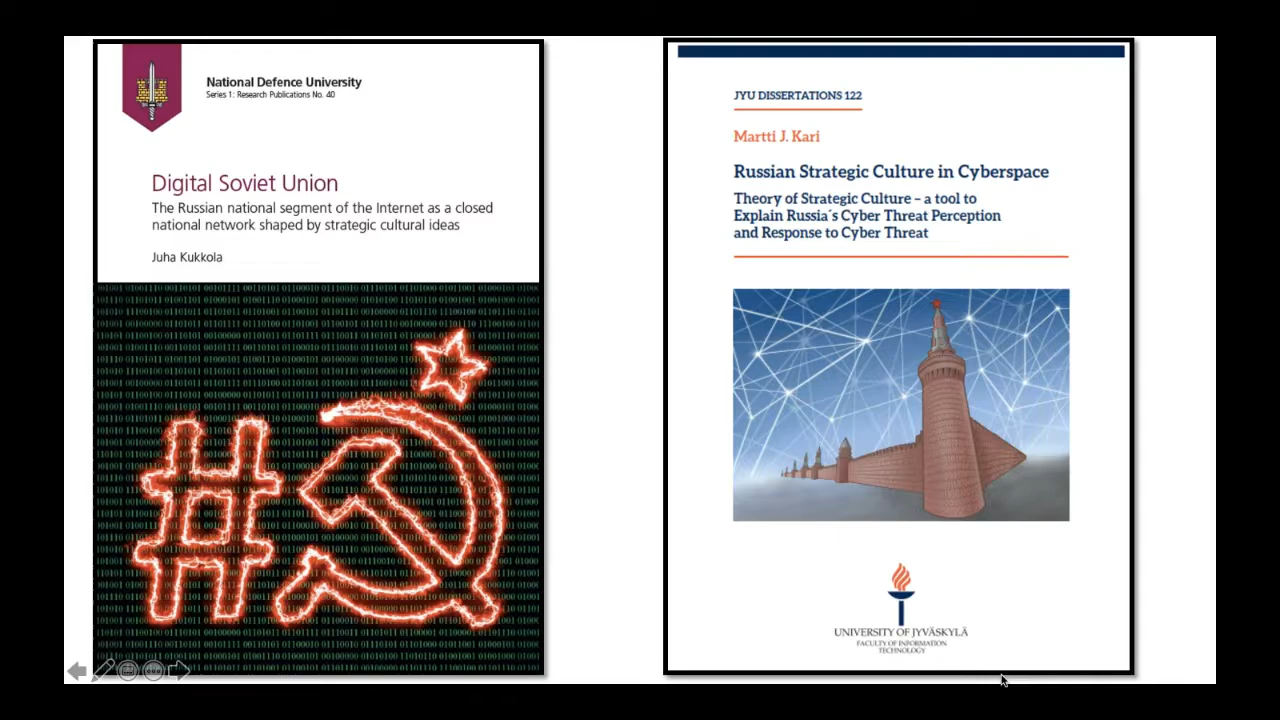 National Defence University
Series 1: Research Publications No. 40
Digital Soviet Union
The Russian national segment of the Internet as a closed
national network shaped by strategic cultural ideas
Juha Kukkola
JYU DISSERTATIONS 122
Martti J. Kari
Russian Strategic Culture in Cyberspace
Theory of Strategic Culture – a tool to
Explain Russia´s Cyber Threat Perception
and Response to Cyber Threat
UNIVERSITY OF JYVÄSKYLÄ
FACULTY OF INFORMATION
TECHNOLOGY